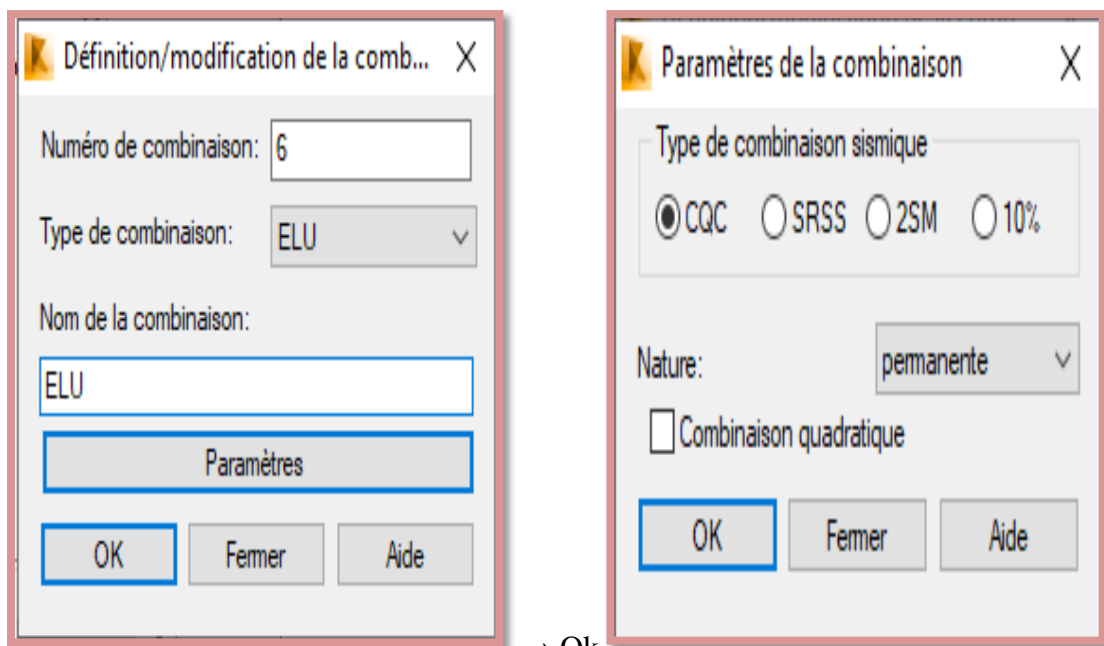 Définition/modification de la comb...
Numéro de combinaison: 6
Type de combinaison: ELU
Nom de la combinaison:
ELU
Paramètres
OK Fermer Aide
Paramètres de la combinaison
Type de combinaison sismique
CQC SRSS 2SM 10%
Nature: permanente
Combinaison quadratique
OK Fermer Aide
Ok